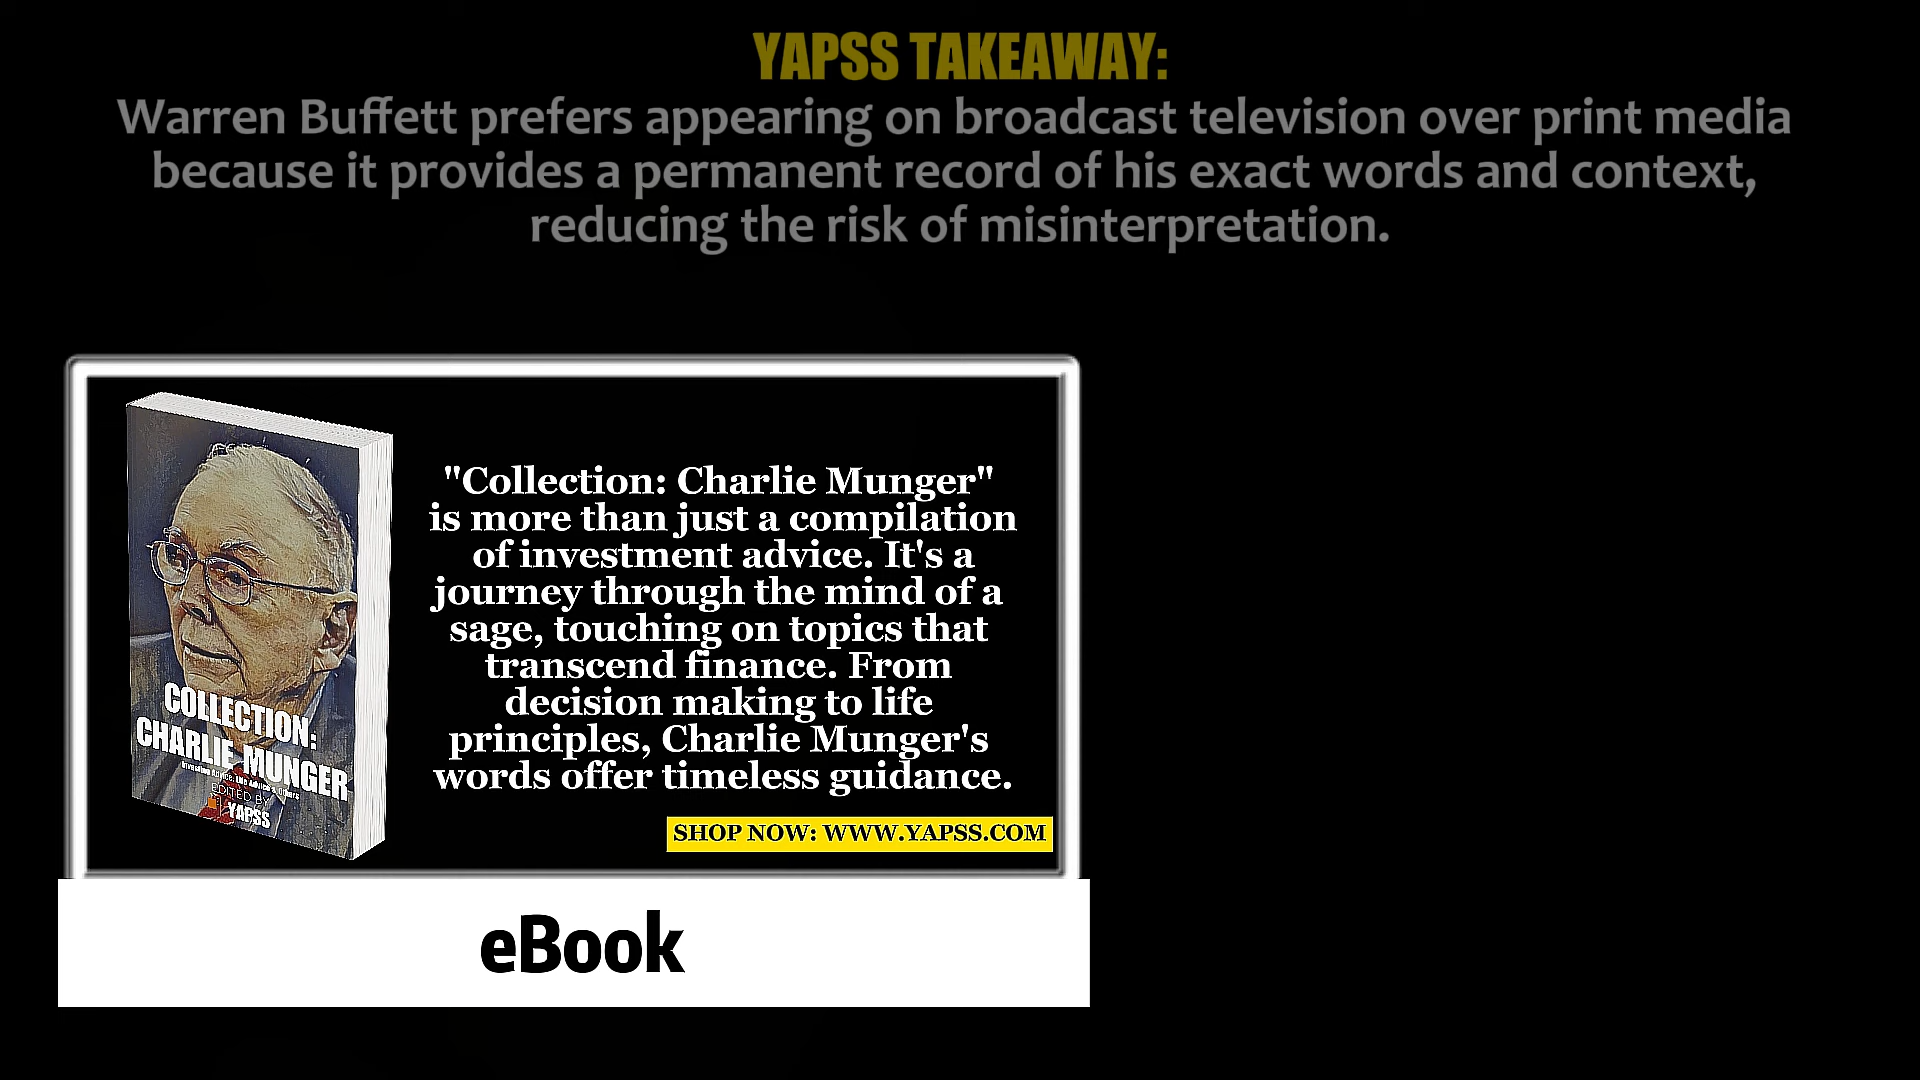 YAPSS TAKEAWAY:
Warren Buffett prefers appearing on broadcast television over print media
because it provides a permanent record of his exact words and context,
reducing the risk of misinterpretation.
"Collection: Charlie Munger"
is more than just a compilation
of investment advice. It's a
journey through the mind of a
sage, touching on topics that
transcend finance. From
decision making to life
principles, Charlie Munger's
words offer timeless guidance.
SHOP NOW: WWW.YAPSS.COM
COLLECTION:
CHARLIE MUNGER
EDITED BY
YAPSS
eBook